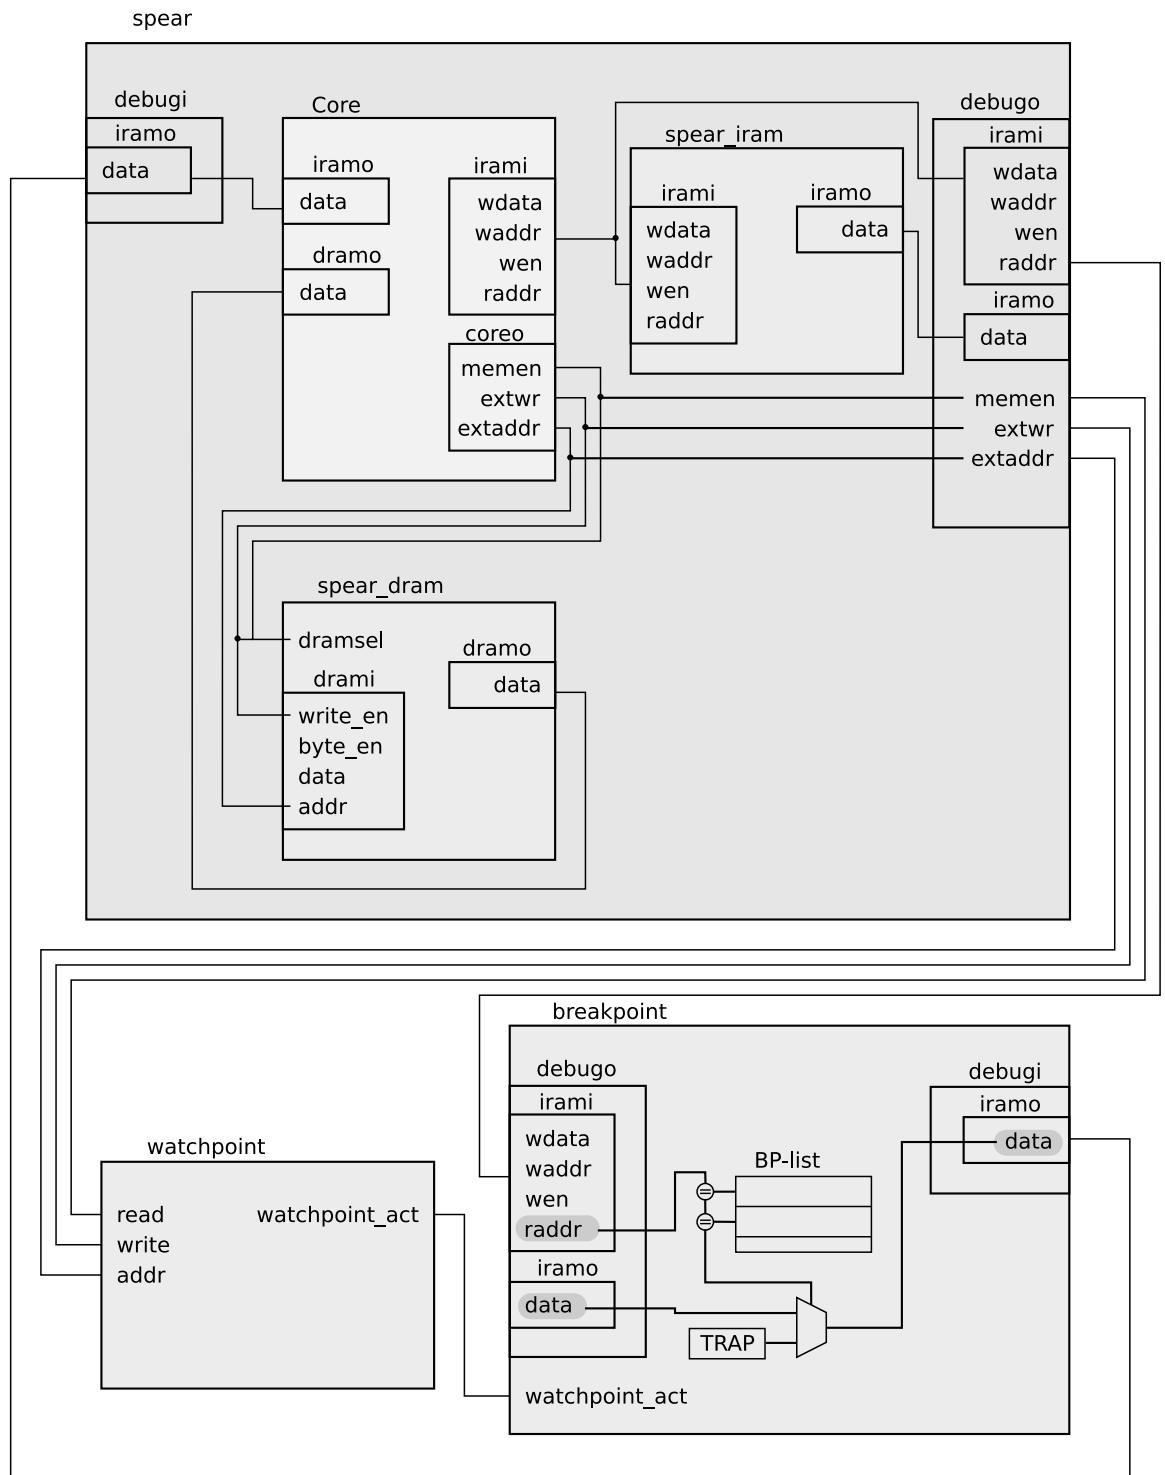 spear
debugi
iramo
data
Core
iramo
data
dramo
data
irami
wdata
waddr
wen
raddr
coreo
memen
extwr
extaddr
spear_iram
irami
wdata
waddr
wen
raddr
iramo
data
debugo
irami
wdata
waddr
wen
raddr
iramo
data
memen
extwr
extaddr
spear_dram
dramsel
drami
write_en
byte_en
data
addr
dramo
data
watchpoint
read
write
addr
watchpoint_act
breakpoint
debugo
irami
wdata
waddr
wen
raddr
iramo
data
watchpoint_act
BP-list
=
=
TRAP
debugi
iramo
data